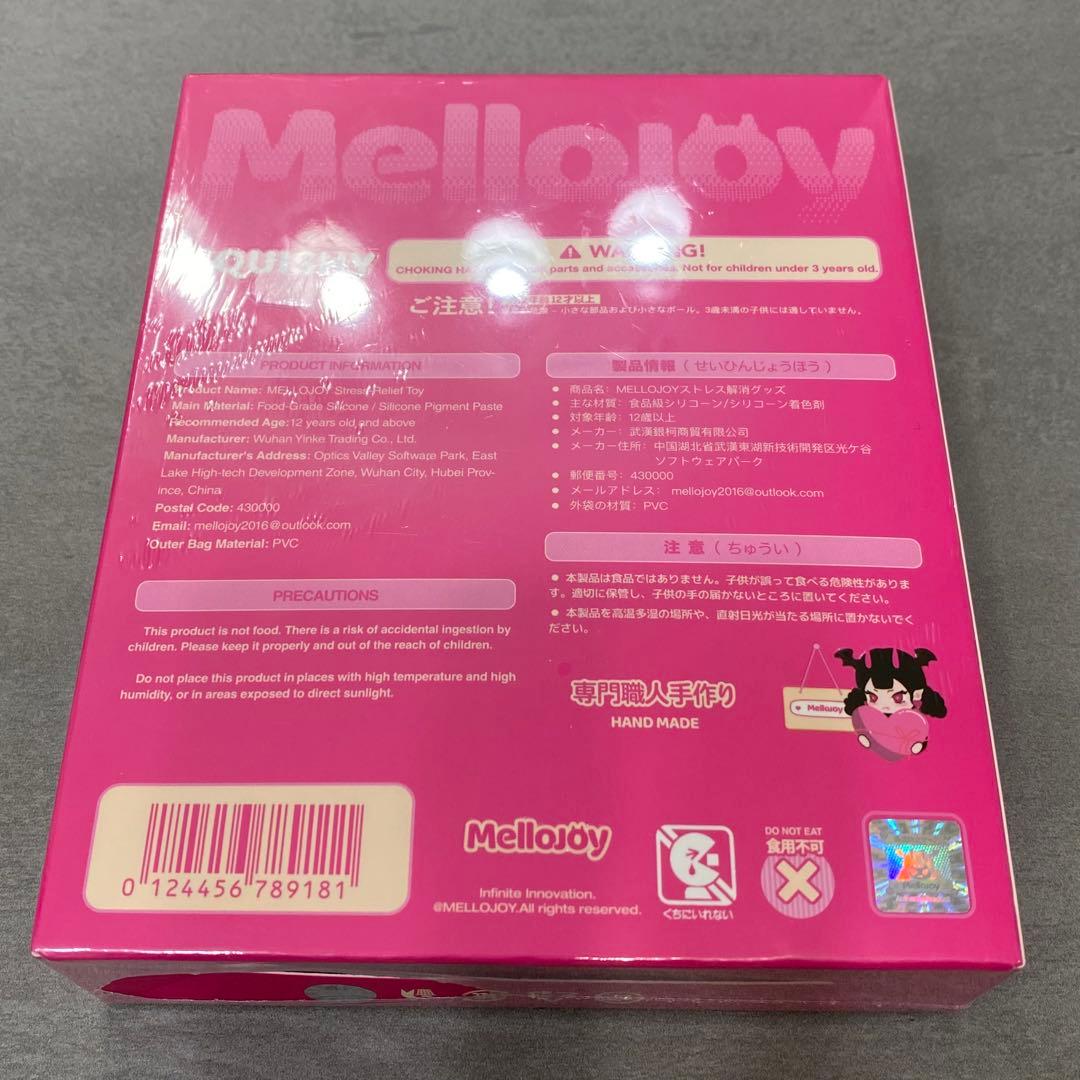 MelloJoy
SQUISHY
WARNING!
CHOKING HA parts and accessories. Not for children under 3 years old.
ご注意!
年齢12才以上
- 小さな部品および小さなボール。3歳未満の子供には適していません。
PRODUCT INFORMATION
Product Name: MELLOJOY Stress Relief Toy
Main Material: Food-Grade Silicone / Silicone Pigment Paste
Recommended Age:12 years old and above
Manufacturer: Wuhan Yinke Trading Co., Ltd.
Manufacturer's Address: Optics Valley Software Park, East
Lake High-tech Development Zone, Wuhan City, Hubei Prov-
ince, China
Postal Code: 430000
Email: mellojoy2016@outlook.com
Outer Bag Material: PVC
PRECAUTIONS
This product is not food. There is a risk of accidental ingestion by
children. Please keep it properly and out of the reach of children.
Do not place this product in places with high temperature and high
humidity, or in areas exposed to direct sunlight.
製品情報 ( せいひんじょうほう )
● 商品名: MELLOJOYストレス解消グッズ
● 主な材質: 食品級シリコーン/シリコーン着色剤
● 対象年齢: 12歳以上
● メーカー: 武漢銀柯商貿有限公司
● メーカー住所: 中国湖北省武漢東湖新技術開発区光ケ谷
ソフトウェアパーク
● 郵便番号: 430000
● メールアドレス: mellojoy2016@outlook.com
● 外袋の材質: PVC
注 意 ( ちゅうい )
● 本製品は食品ではありません。子供が誤って食べる危険性がありま
す。適切に保管し、子供の手の届かないところに置いてください。
● 本製品を高温多湿の場所や、直射日光が当たる場所に置かないでく
ださい。
専門職人手作り
HAND MADE
MelloJoy
0 124456 789181
MelloJoy
Infinite Innovation.
@MELLOJOY.All rights reserved.
くちにいれない
DO NOT EAT
食用不可
MelloJoy